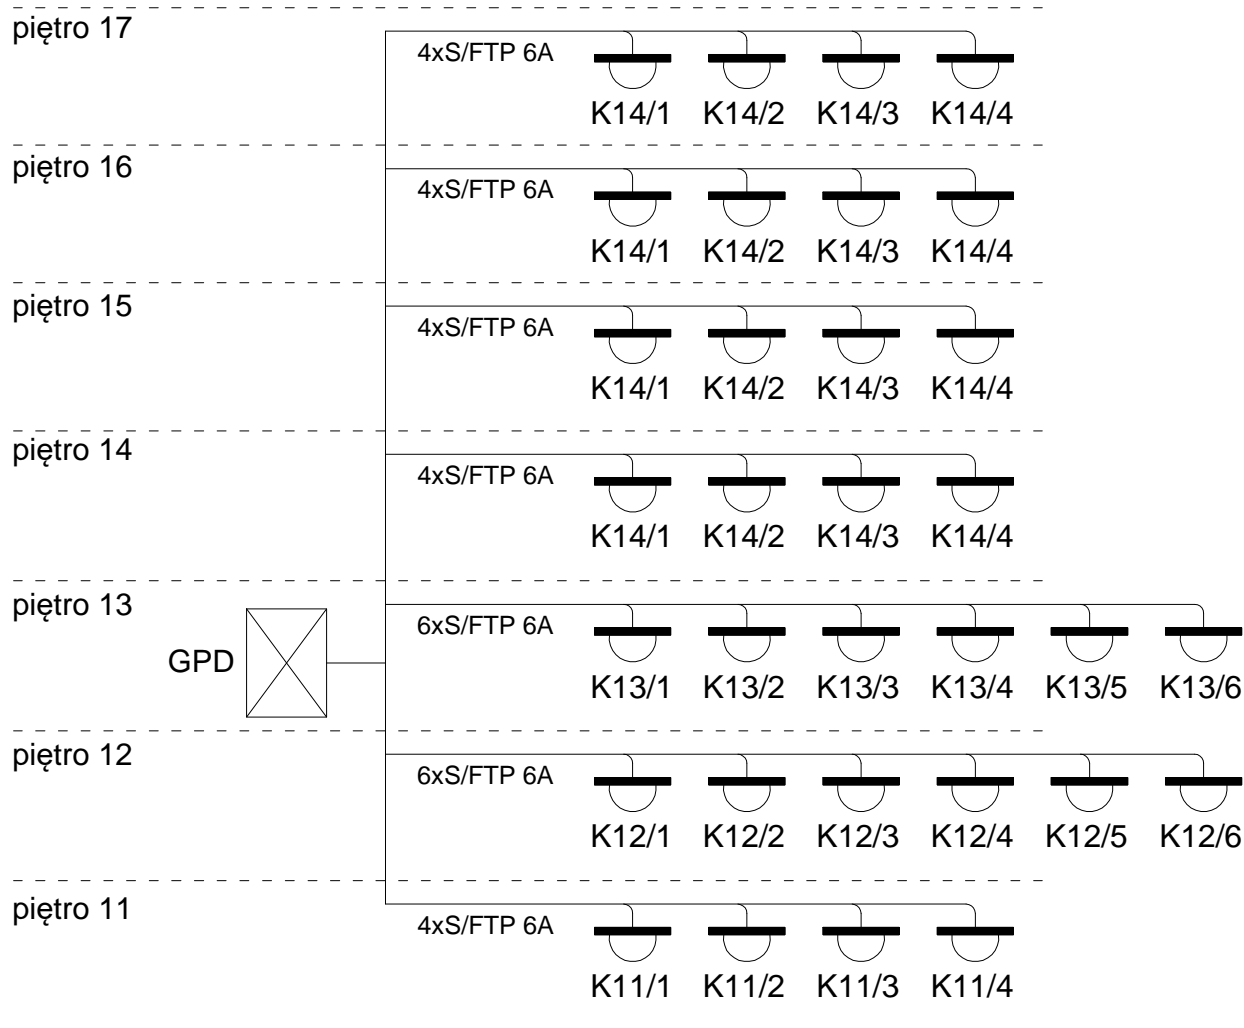 piętro 17
4xS/FTP 6A
K14/1 K14/2 K14/3 K14/4
piętro 16
4xS/FTP 6A
K14/1 K14/2 K14/3 K14/4
piętro 15
4xS/FTP 6A
K14/1 K14/2 K14/3 K14/4
piętro 14
4xS/FTP 6A
K14/1 K14/2 K14/3 K14/4
piętro 13
6xS/FTP 6A
GPD
K13/1 K13/2 K13/3 K13/4 K13/5 K13/6
piętro 12
6xS/FTP 6A
K12/1 K12/2 K12/3 K12/4 K12/5 K12/6
piętro 11
4xS/FTP 6A
K11/1 K11/2 K11/3 K11/4